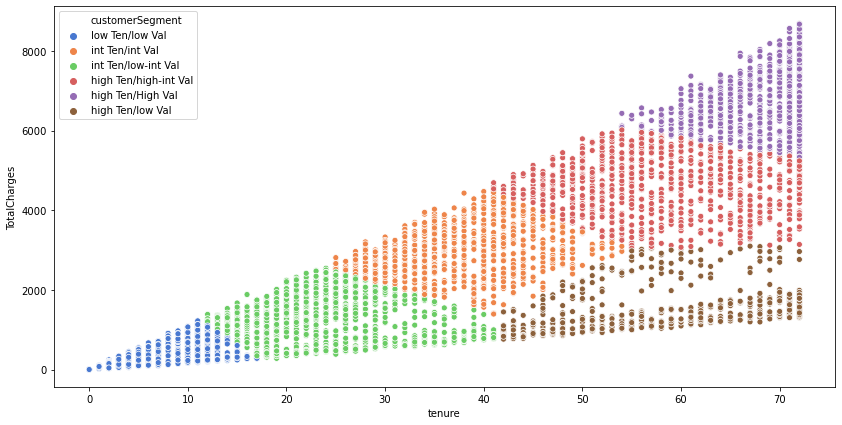 customerSegment
low Ten/low Val
int Ten/int Val
int Ten/low-int Val
high Ten/high-int Val
high Ten/High Val
high Ten/low Val
8000
6000
4000
2000
0
TotalCharges
0 10 20 30 40 50 60 70
tenure